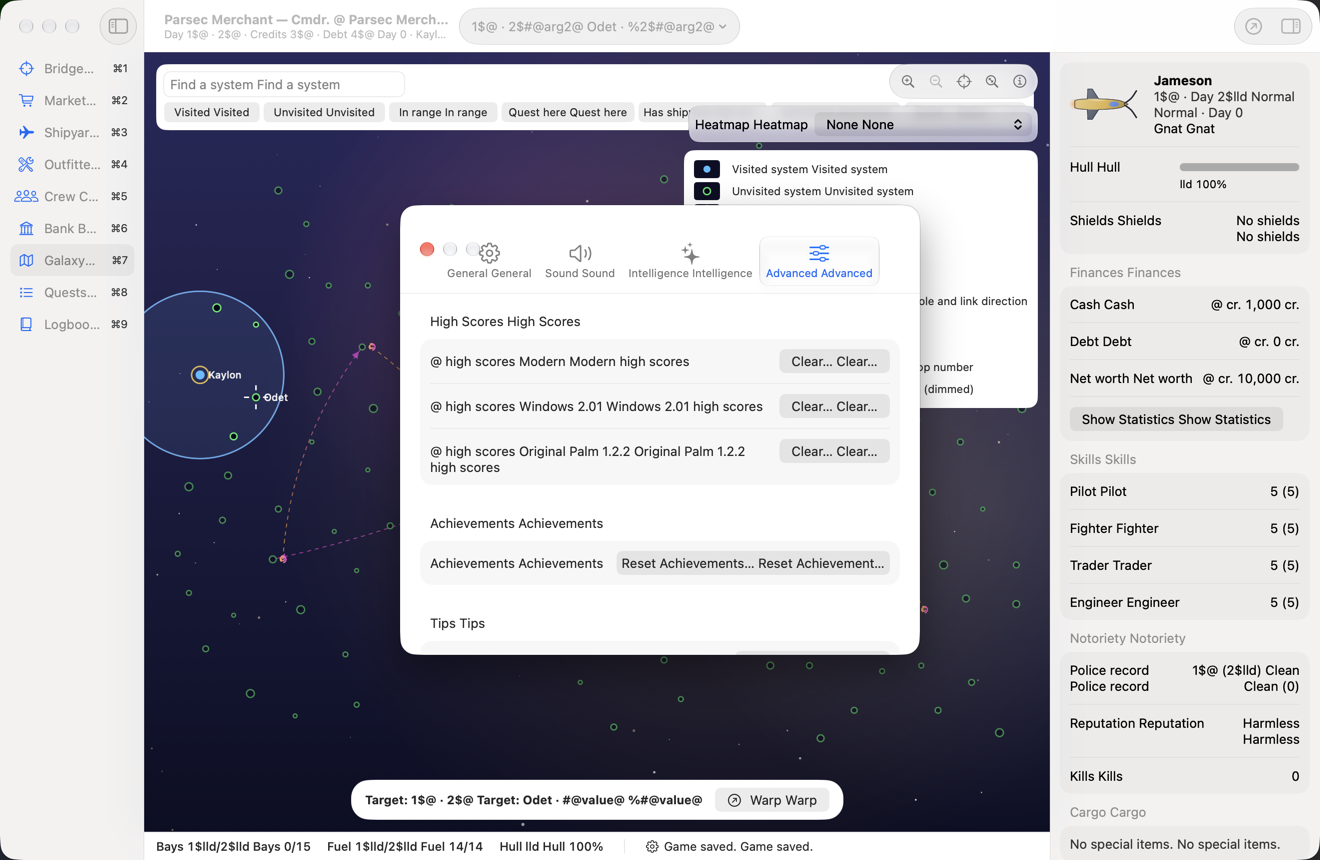 Parsec Merchant — Cmdr. @ Parsec Merch...
Day 1$@ · 2$@ · Credits 3$@ · Debt 4$@ Day 0 · Kayl...
1$@ · 2$#@arg2@ Odet · %2$#@arg2@
Bridge... ⌘1
Market... ⌘2
Shipyar... ⌘3
Outfitte... ⌘4
Crew C... ⌘5
Bank B... ⌘6
Galaxy... ⌘7
Quests... ⌘8
Logboo... ⌘9
Find a system Find a system
Visited Visited
Unvisited Unvisited
In range In range
Quest here Quest here
Has ship
Heatmap Heatmap
None None
Visited system Visited system
Unvisited system Unvisited system
ole and link direction
op number
(dimmed)
Kaylon
Odet
General General
Sound Sound
Intelligence Intelligence
Advanced Advanced
High Scores High Scores
@ high scores Modern Modern high scores
Clear... Clear...
@ high scores Windows 2.01 Windows 2.01 high scores
Clear... Clear...
@ high scores Original Palm 1.2.2 Original Palm 1.2.2
high scores
Clear... Clear...
Achievements Achievements
Achievements Achievements
Reset Achievements... Reset Achievement...
Tips Tips
Target: 1$@ · 2$@ Target: Odet · #@value@ %#@value@
Warp Warp
Bays 1$lld/2$lld Bays 0/15
Fuel 1$lld/2$lld Fuel 14/14
Hull lld Hull 100%
Game saved. Game saved.
Jameson
1$@ · Day 2$lld Normal
Normal · Day 0
Gnat Gnat
Hull Hull
lld 100%
Shields Shields
No shields
No shields
Finances Finances
Cash Cash
@ cr. 1,000 cr.
Debt Debt
@ cr. 0 cr.
Net worth Net worth
@ cr. 10,000 cr.
Show Statistics Show Statistics
Skills Skills
Pilot Pilot
5 (5)
Fighter Fighter
5 (5)
Trader Trader
5 (5)
Engineer Engineer
5 (5)
Notoriety Notoriety
Police record
Police record
1$@ (2$lld) Clean
Clean (0)
Reputation Reputation
Harmless
Harmless
Kills Kills
0
Cargo Cargo
No special items. No special items.